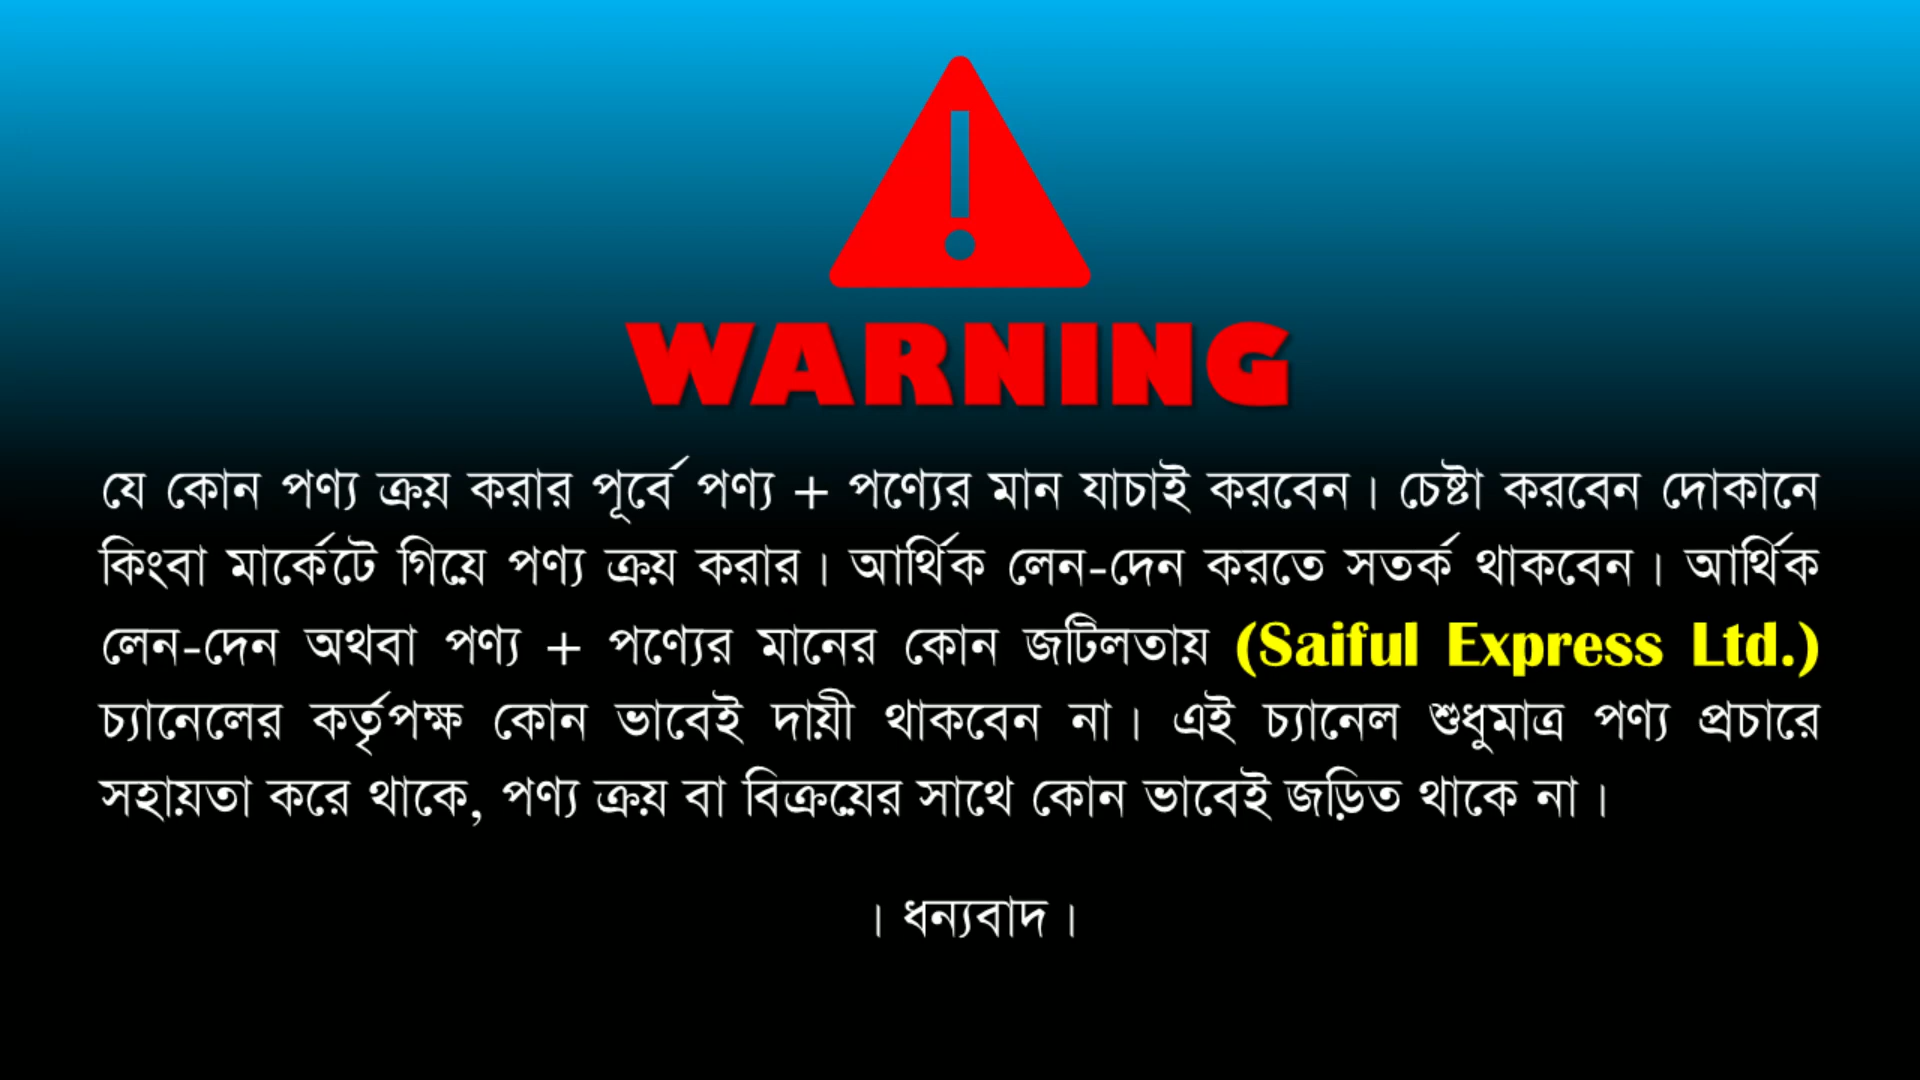 WARNING
যে কোন পণ্য ক্রয় করার পূর্বে পণ্য + পণ্যের মান যাচাই করবেন। চেষ্টা করবেন দোকানে
কিংবা মার্কেটে গিয়ে পণ্য ক্রয় করার। আর্থিক লেন-দেন করতে সতর্ক থাকবেন। আর্থিক
লেন-দেন অথবা পণ্য + পণ্যের মানের কোন জটিলতায় (Saiful Express Ltd.)
চ্যানেলের কর্তৃপক্ষ কোন ভাবেই দায়ী থাকবেন না। এই চ্যানেল শুধুমাত্র পণ্য প্রচারে
সহায়তা করে থাকে, পণ্য ক্রয় বা বিক্রয়ের সাথে কোন ভাবেই জড়িত থাকে না।
। ধন্যবাদ।